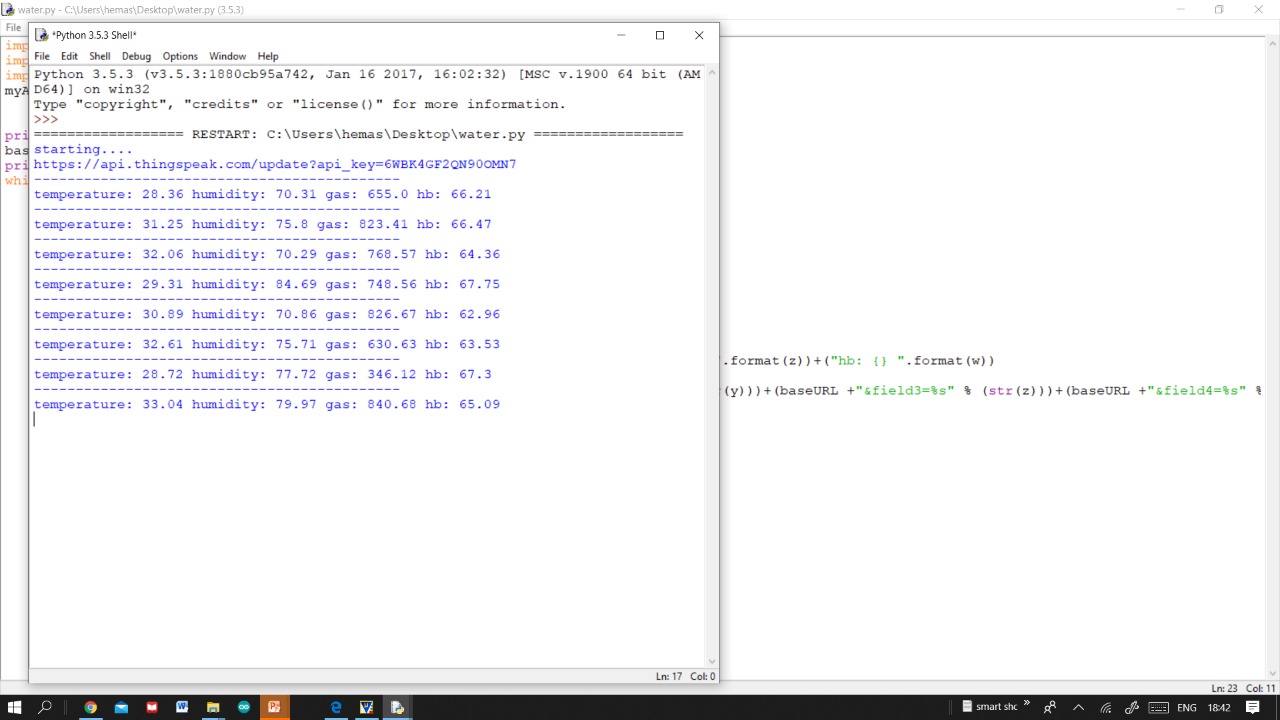 water.py - C:\Users\hemas\Desktop\water.py (3.5.3)
File
*Python 3.5.3 Shell*
File Edit Shell Debug Options Window Help
Python 3.5.3 (v3.5.3:1880cb95a742, Jan 16 2017, 16:02:32) [MSC v.1900 64 bit (AM
D64)] on win32
Type "copyright", "credits" or "license()" for more information.
>>>
================== RESTART: C:\Users\hemas\Desktop\water.py ==================
starting....
https://api.thingspeak.com/update?api_key=6WBK4GF2QN90OMN7
--------------------------------------------
temperature: 28.36 humidity: 70.31 gas: 655.0 hb: 66.21
--------------------------------------------
temperature: 31.25 humidity: 75.8 gas: 823.41 hb: 66.47
--------------------------------------------
temperature: 32.06 humidity: 70.29 gas: 768.57 hb: 64.36
--------------------------------------------
temperature: 29.31 humidity: 84.69 gas: 748.56 hb: 67.75
--------------------------------------------
temperature: 30.89 humidity: 70.86 gas: 826.67 hb: 62.96
--------------------------------------------
temperature: 32.61 humidity: 75.71 gas: 630.63 hb: 63.53
--------------------------------------------
temperature: 28.72 humidity: 77.72 gas: 346.12 hb: 67.3
--------------------------------------------
temperature: 33.04 humidity: 79.97 gas: 840.68 hb: 65.09
Ln: 17 Col: 0
imp
imp
imp
myA
pri
bas
pri
whi
.format(z))+("hb: {} ".format(w))
(y)))+(baseURL +"&field3=%s" % (str(z)))+(baseURL +"&field4=%s" %
Ln: 23 Col: 11
smart shc » ENG 18:42